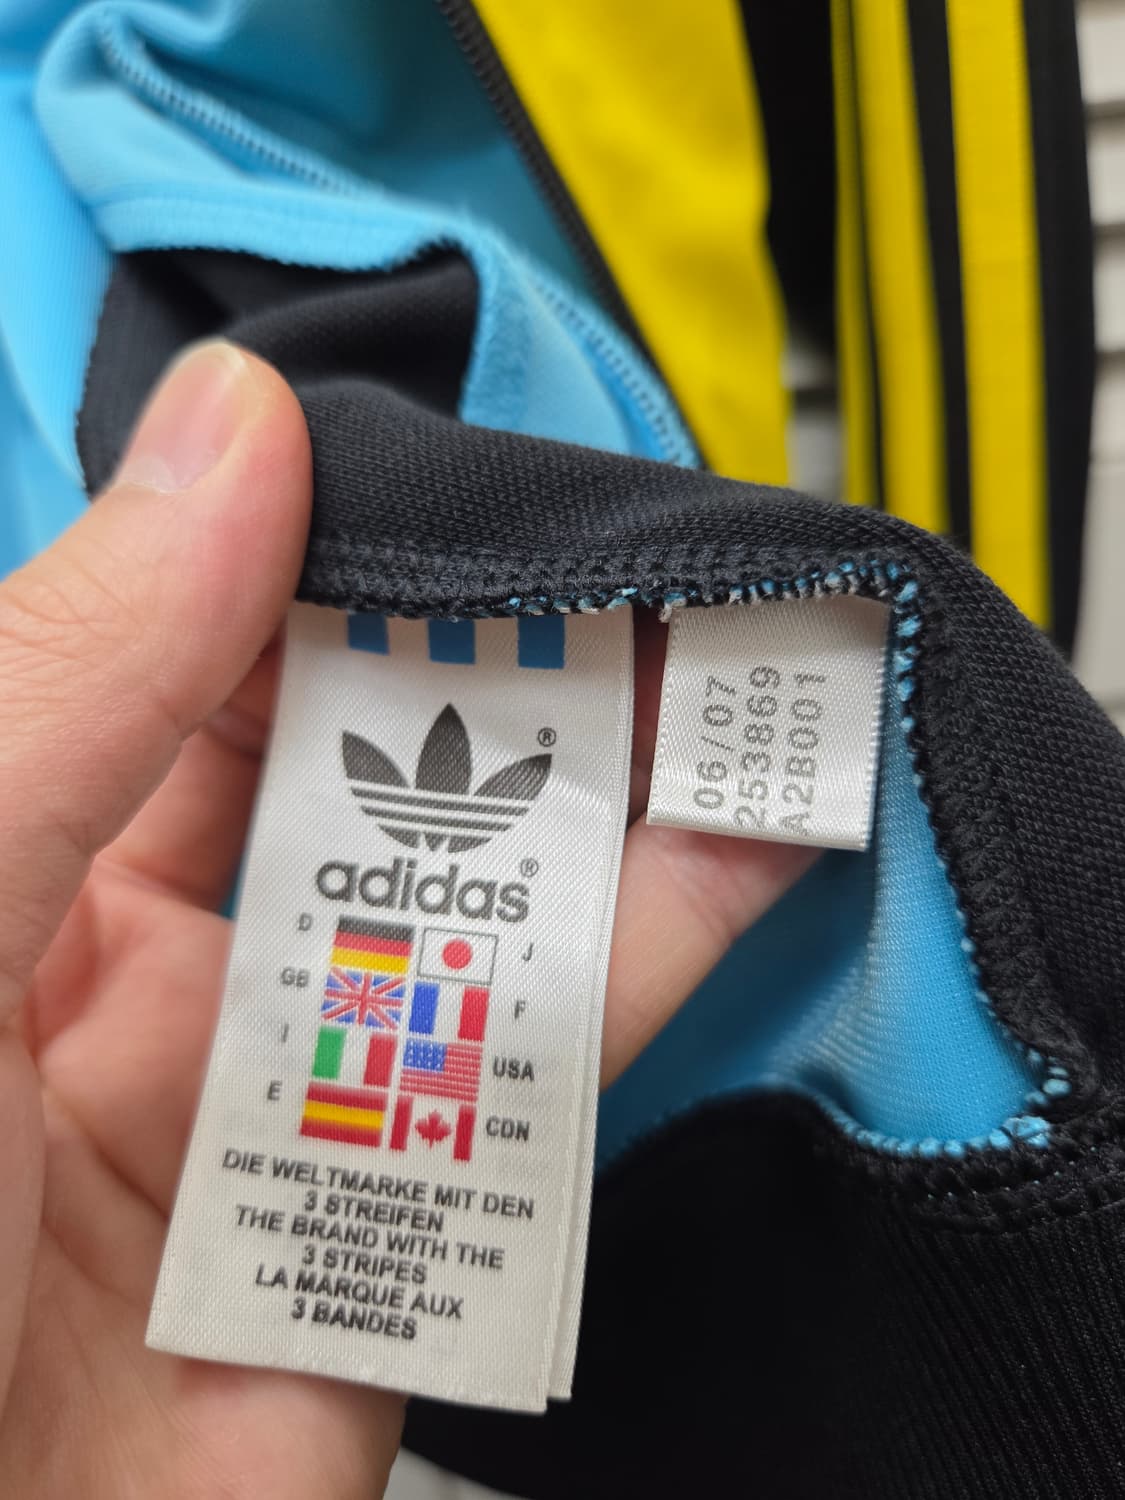 ®
adidas®
D
J
GB
F
I
USA
E
CDN
DIE WELTMARKE MIT DEN
3 STREIFEN
THE BRAND WITH THE
3 STRIPES
LA MARQUE AUX
3 BANDES
06/07
253869
A2B001